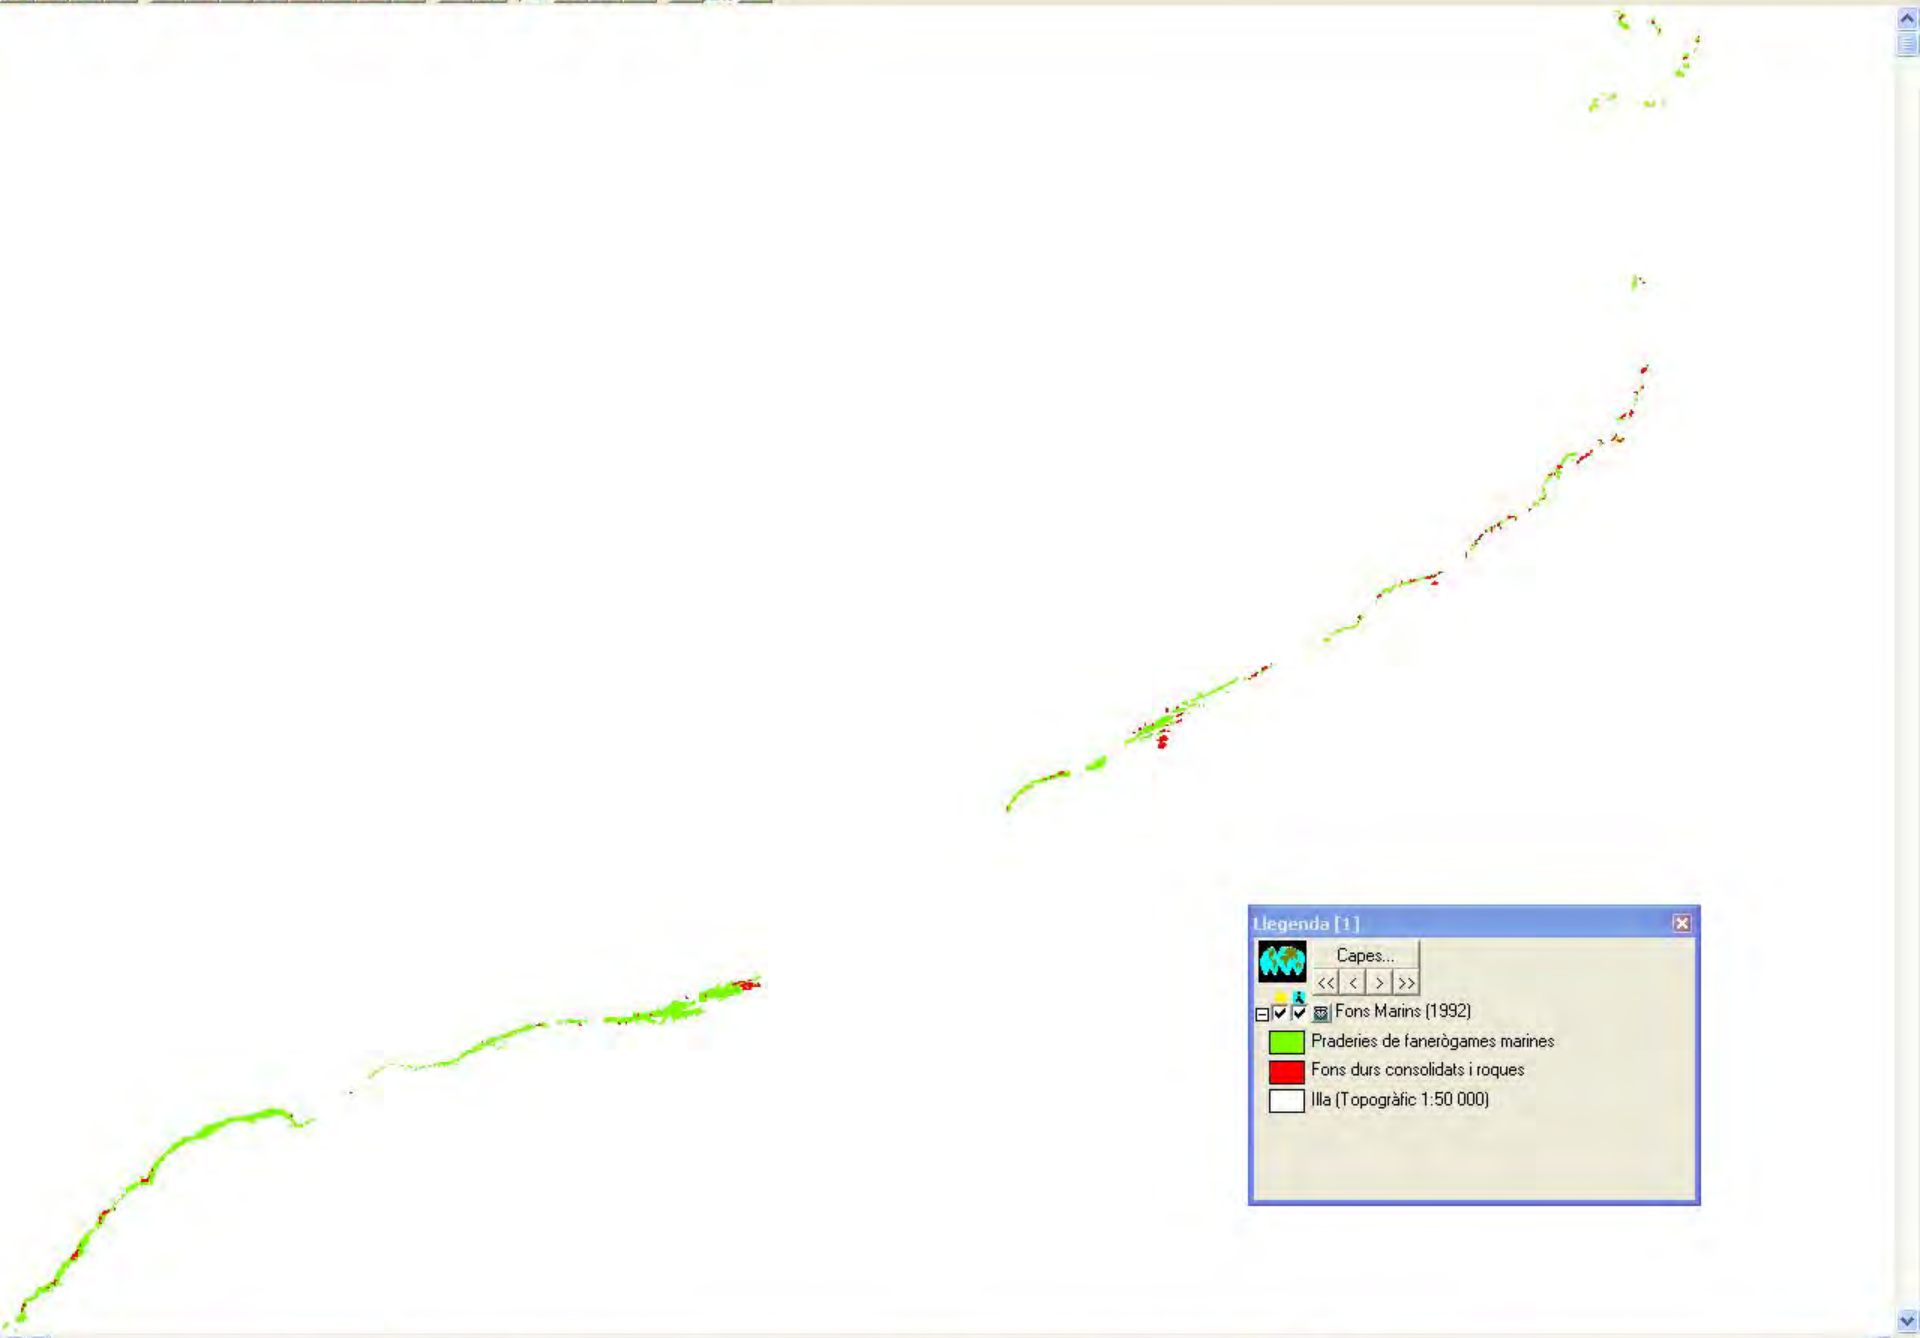 Llegenda [1]
Capes...
<< < > >>
Fons Marins (1992)
Praderies de fanerògames marines
Fons durs consolidats i roques
Illa (Topogràfic 1:50 000)